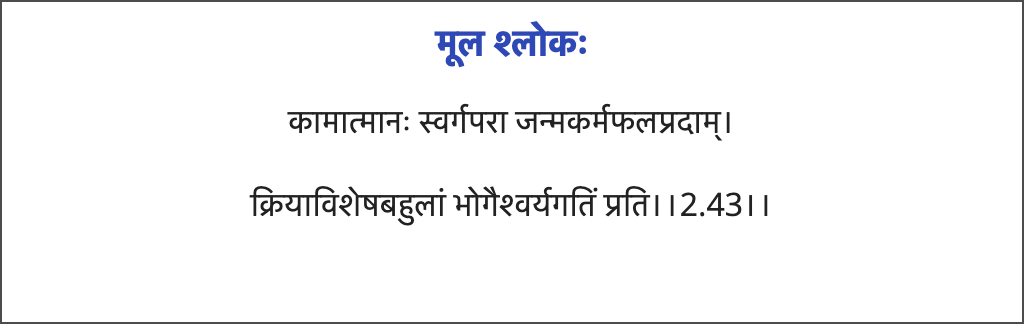 मूल श्लोकः
कामात्मानः स्वर्गपरा जन्मकर्मफलप्रदाम्।
क्रियाविशेषबहुलां भोगैश्वर्यगतिं प्रति।।2.43।।